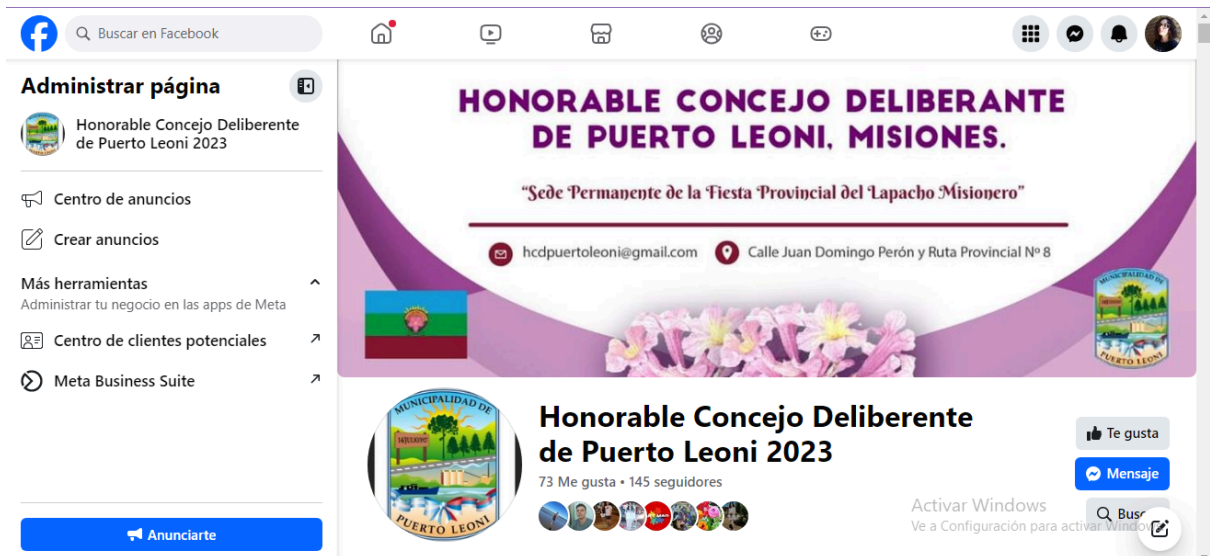 Buscar en Facebook
Administrar página
Honorable Concejo Deliberente
de Puerto Leoni 2023
Centro de anuncios
Crear anuncios
Más herramientas
Administrar tu negocio en las apps de Meta
Centro de clientes potenciales
Meta Business Suite
Anunciarte
HONORABLE CONCEJO DELIBERANTE
DE PUERTO LEONI, MISIONES.
“Sede Permanente de la Fiesta Provincial del Lapacho Misionero”
hcdpuertoleoni@gmail.com Calle Juan Domingo Perón y Ruta Provincial Nº 8
MUNICIPALIDAD DE
PUERTO LEONI
MUNICIPALIDAD DE
PUERTO LEONI
Honorable Concejo Deliberente
de Puerto Leoni 2023
73 Me gusta • 145 seguidores
Te gusta
Mensaje
Activar Windows
Ve a Configuración para activar Windows